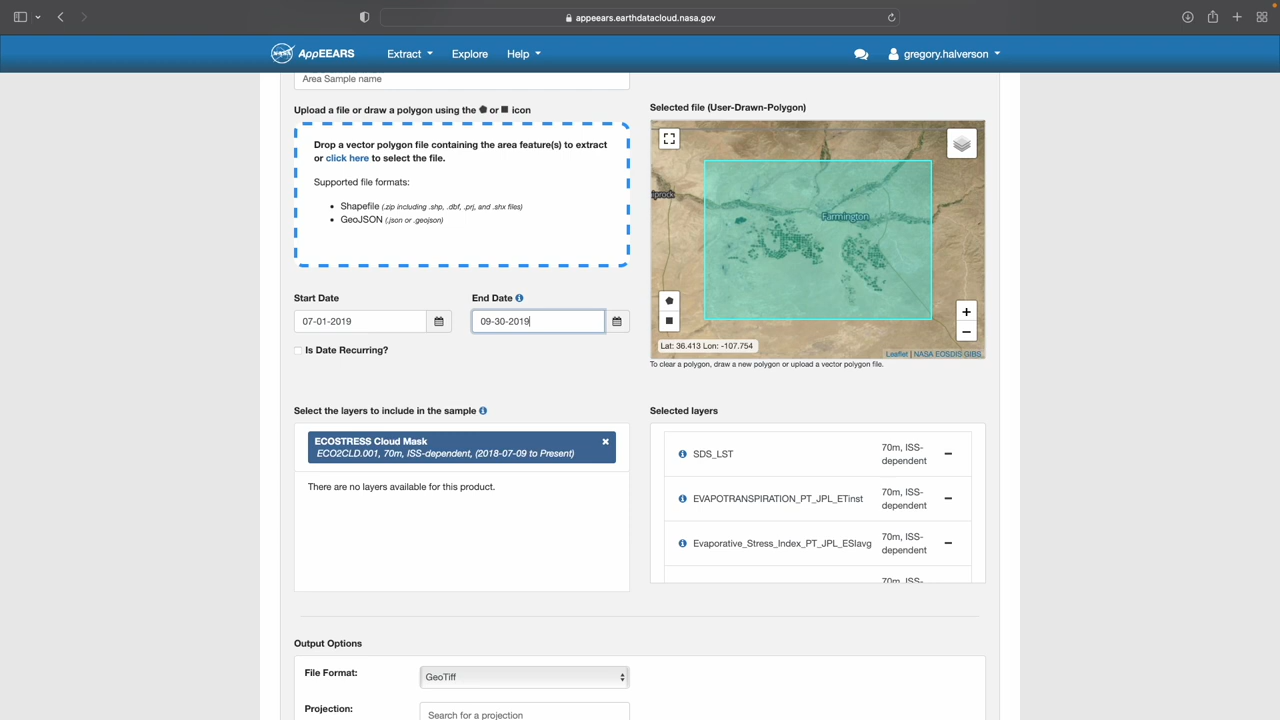 appeears.earthdatacloud.nasa.gov
NASA AppEEARS Extract Explore Help gregory.halverson
Area Sample name
Upload a file or draw a polygon using the or icon
Drop a vector polygon file containing the area feature(s) to extract
or click here to select the file.
Supported file formats:
• Shapefile (.zip including .shp, .dbf, .prj, and .shx files)
• GeoJSON (.json or .geojson)
Selected file (User-Drawn-Polygon)
iprock
Farmington
+
−
Lat: 36.413 Lon: -107.754
Leaflet | NASA EOSDIS GIBS
To clear a polygon, draw a new polygon or upload a vector polygon file.
Start Date
07-01-2019
End Date
09-30-2019
Is Date Recurring?
Select the layers to include in the sample
ECOSTRESS Cloud Mask
ECO2CLD.001, 70m, ISS-dependent, (2018-07-09 to Present)
There are no layers available for this product.
Selected layers
SDS_LST
70m, ISS-
dependent
EVAPOTRANSPIRATION_PT_JPL_ETinst
70m, ISS-
dependent
Evaporative_Stress_Index_PT_JPL_ESIavg
70m, ISS-
dependent
70m, ISS-
Output Options
File Format:
GeoTiff
Projection:
Search for a projection